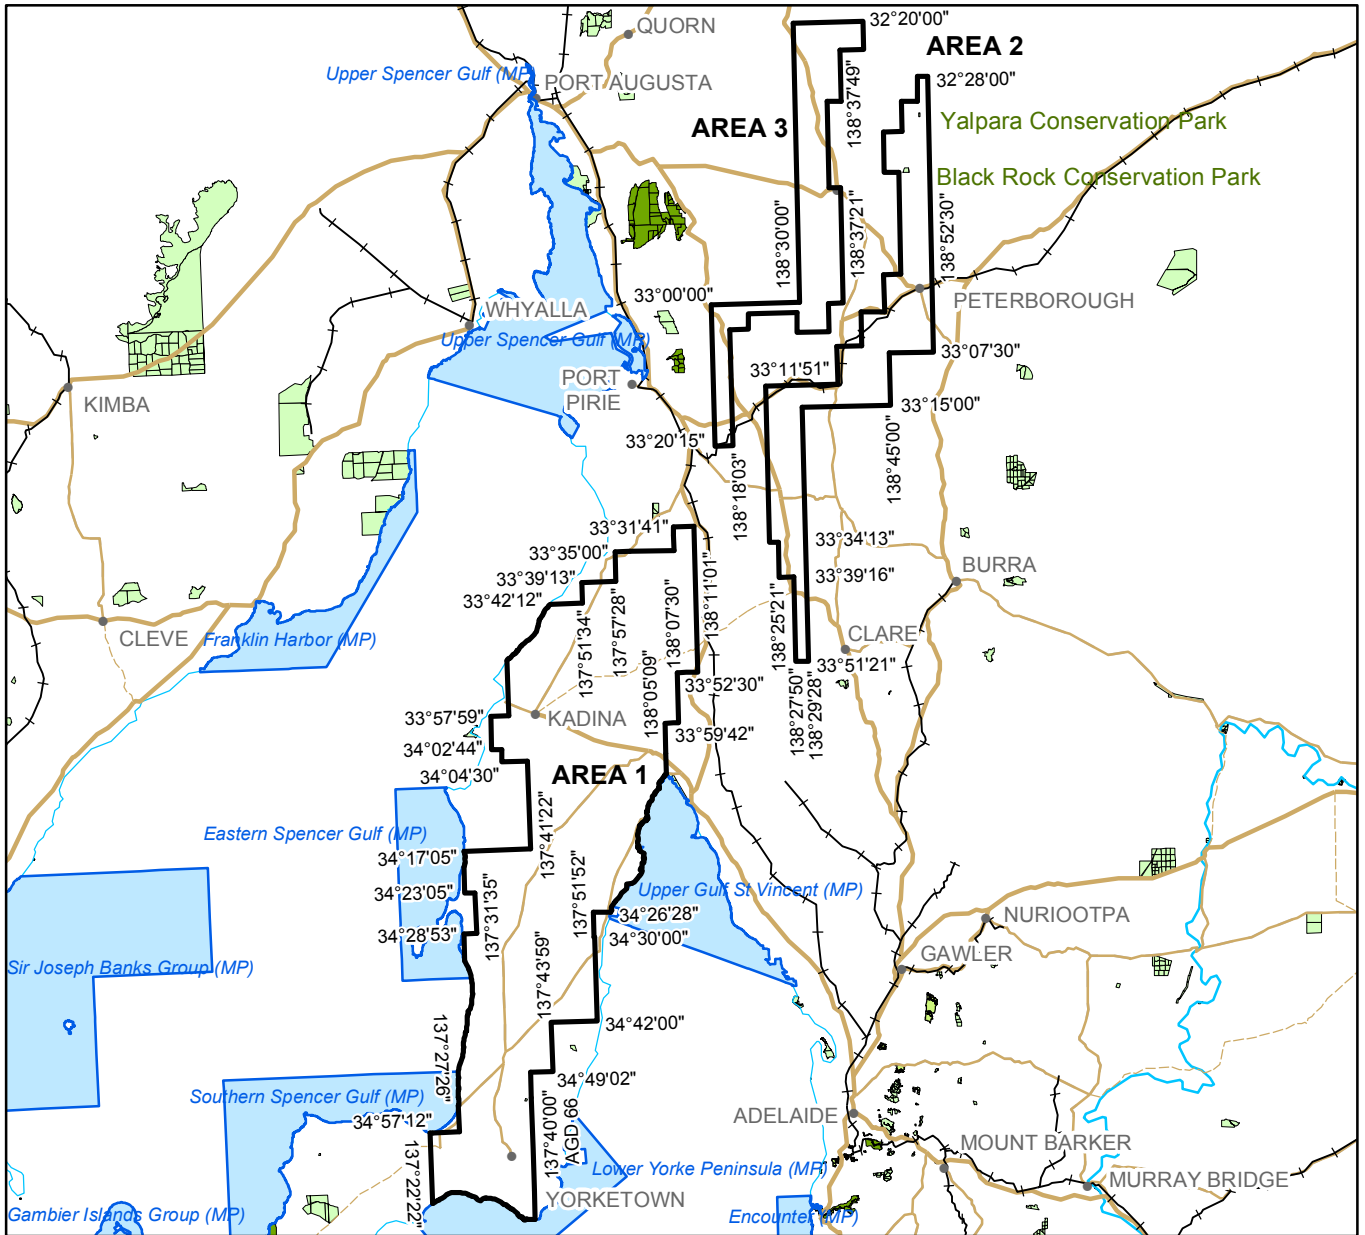 QUORN
32°20'00"
AREA 2
Upper Spencer Gulf (MP)
PORT AUGUSTA
138°37'49"
32°28'00"
AREA 3
Yalpara Conservation Park
Black Rock Conservation Park
138°30'00"
138°37'21"
138°52'30"
33°00'00"
PETERBOROUGH
WHYALLA
Upper Spencer Gulf (MP)
33°07'30"
33°11'51"
PORT
PIRIE
KIMBA
33°15'00"
33°20'15"
138°45'00"
138°18'03"
33°31'41"
33°34'13"
33°35'00"
BURRA
33°39'13"
33°39'16"
33°42'12"
138°11'01"
138°07'30"
137°57'28"
137°51'34"
138°25'21"
CLEVE
Franklin Harbor (MP)
CLARE
33°51'21"
33°52'30"
138°05'09"
138°27'50"
138°29'28"
33°57'59"
KADINA
33°59'42"
34°02'44"
34°04'30"
AREA 1
137°41'22"
Eastern Spencer Gulf (MP)
34°17'05"
34°23'05"
137°31'35"
137°51'52"
Upper Gulf St Vincent (MP)
34°26'28"
NURIOOTPA
34°28'53"
34°30'00"
GAWLER
Sir Joseph Banks Group (MP)
137°43'59"
34°42'00"
137°27'26"
34°49'02"
Southern Spencer Gulf (MP)
34°57'12"
137°40'00"
AGD 66
ADELAIDE
MOUNT BARKER
Lower Yorke Peninsula (MP)
MURRAY BRIDGE
137°22'22"
YORKETOWN
Gambier Islands Group (MP)
Encounter (MP)